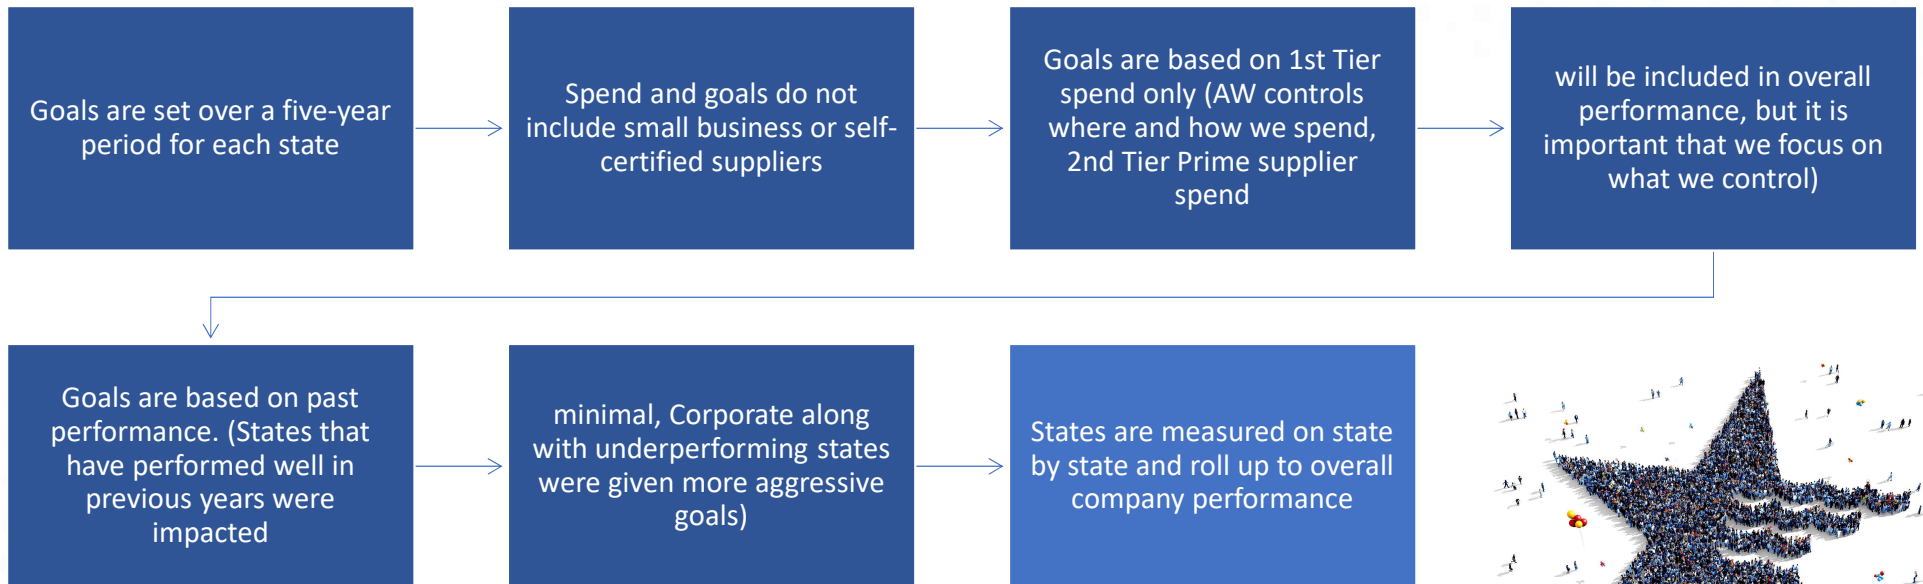 Goals are set over a five-year
period for each state
Spend and goals do not
include small business or self-
certified suppliers
Goals are based on 1st Tier
spend only (AW controls
where and how we spend,
2nd Tier Prime supplier
spend
will be included in overall
performance, but it is
important that we focus on
what we control)
Goals are based on past
performance. (States that
have performed well in
previous years were
impacted
minimal, Corporate along
with underperforming states
were given more aggressive
goals)
States are measured on state
by state and roll up to overall
company performance